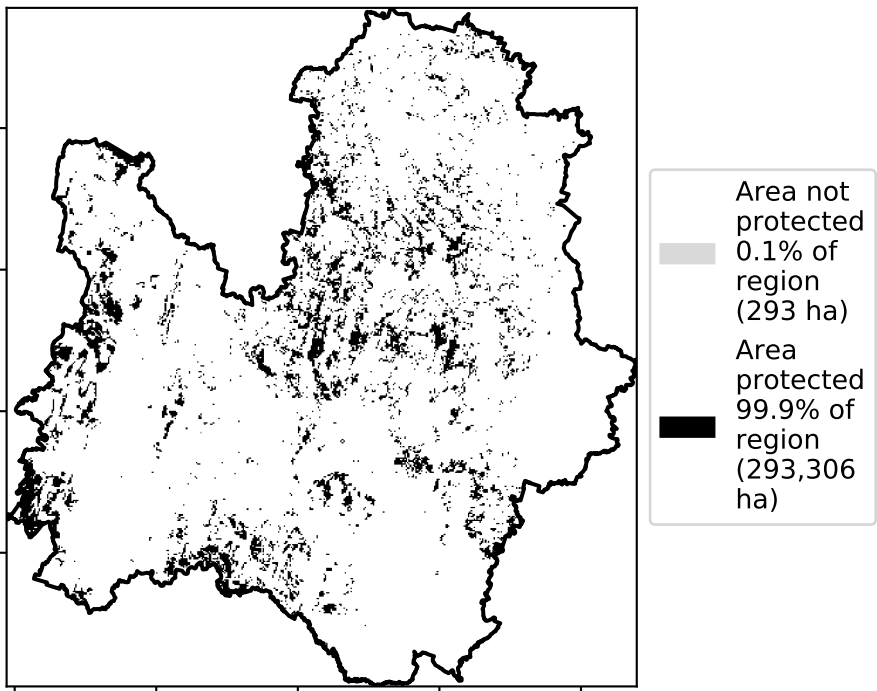 Area not
protected
0.1% of
region
(293 ha)
Area
protected
99.9% of
region
(293,306
ha)